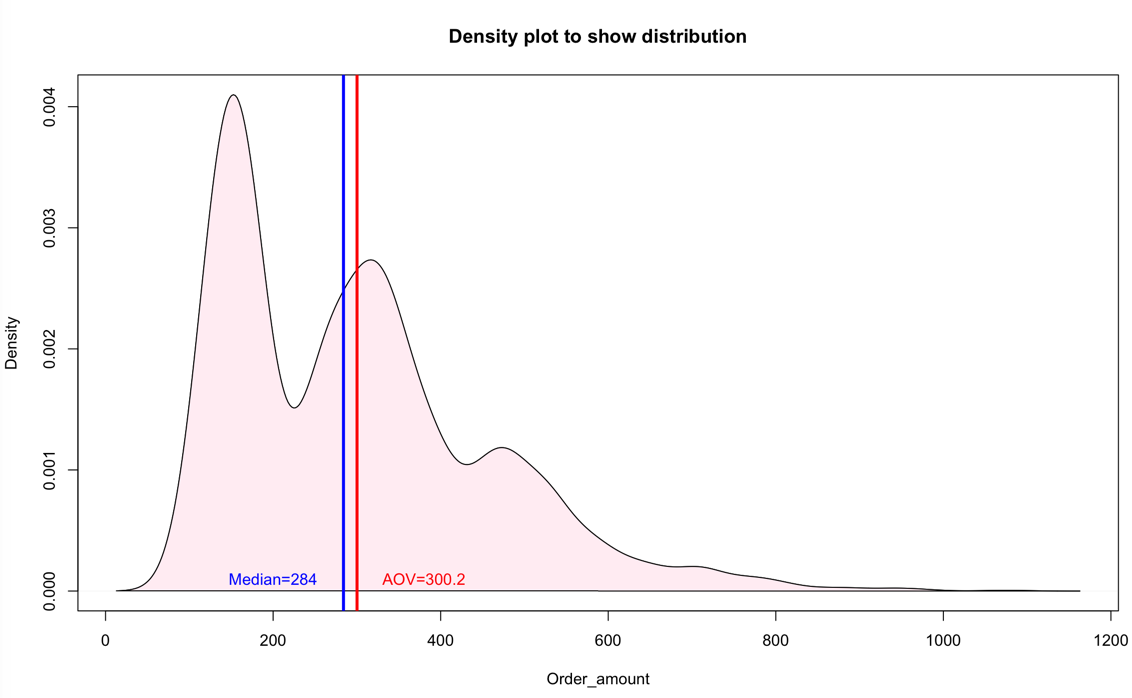 Density plot to show distribution
Density
0.004
0.003
0.002
0.001
0.000
Median=284
AOV=300.2
0 200 400 600 800 1000 1200
Order_amount